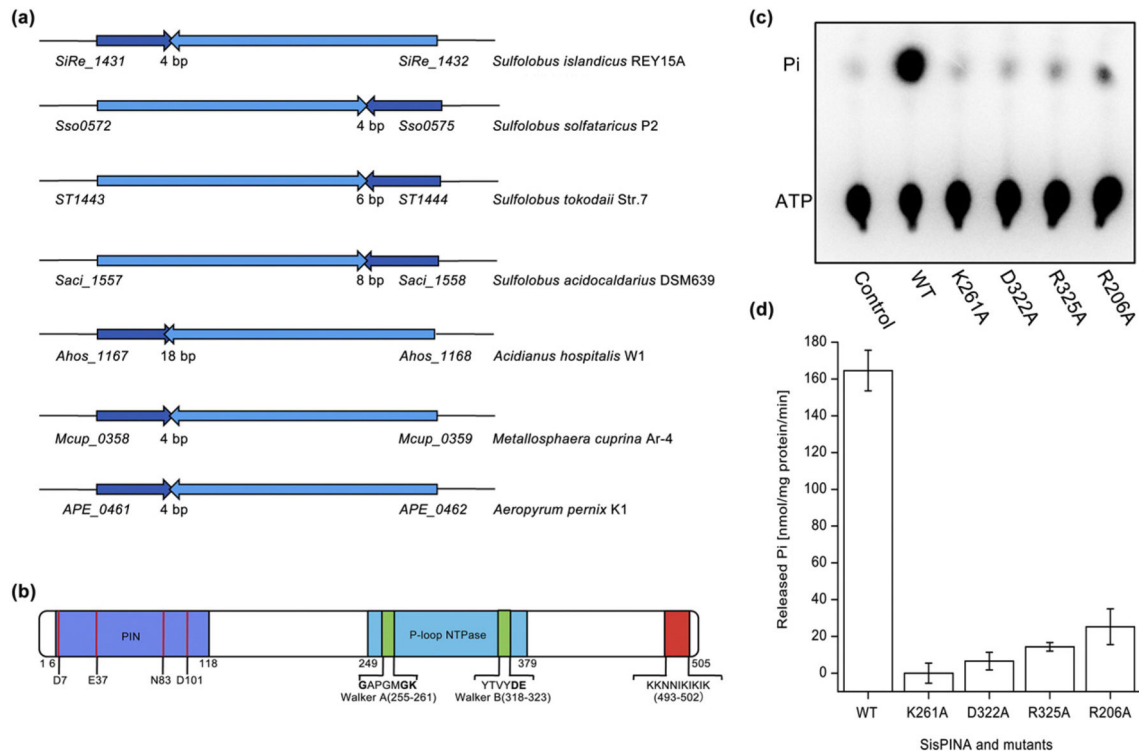 (a)
SiRe_1431 4 bp SiRe_1432 Sulfolobus islandicus REY15A
Sso0572 4 bp Sso0575 Sulfolobus solfataricus P2
ST1443 6 bp ST1444 Sulfolobus tokodaii Str.7
Saci_1557 8 bp Saci_1558 Sulfolobus acidocaldarius DSM639
Ahos_1167 18 bp Ahos_1168 Acidianus hospitalis W1
Mcup_0358 4 bp Mcup_0359 Metallosphaera cuprina Ar-4
APE_0461 4 bp APE_0462 Aeropyrum pernix K1
(b)
PIN P-loop NTPase
1 6 118 249 379 505
D7 E37 N83 D101
GAPGMGK YTVYDE KKNNIKIKIK
Walker A(255-261) Walker B(318-323) (493-502)
(c)
Pi
ATP
Control WT K261A D322A R325A R206A
(d)
Released Pi [nmol/mg protein/min]
180
160
140
120
100
80
60
40
20
0
WT K261A D322A R325A R206A
SisPINA and mutants